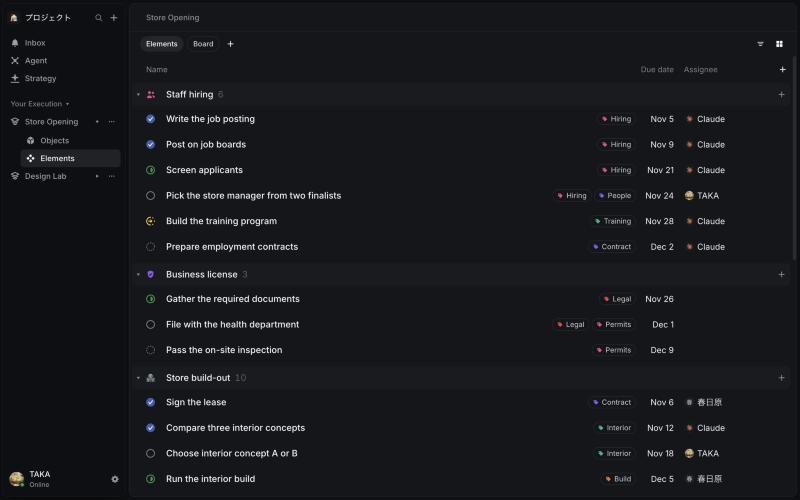 プロジェクト
Inbox
Agent
Strategy
Your Execution
Store Opening
Objects
Elements
Design Lab
TAKA
Online
Store Opening
Elements Board
Name Due date Assignee
Staff hiring 6
Write the job posting Hiring Nov 5 Claude
Post on job boards Hiring Nov 9 Claude
Screen applicants Hiring Nov 21 Claude
Pick the store manager from two finalists Hiring People Nov 24 TAKA
Build the training program Training Nov 28 Claude
Prepare employment contracts Contract Dec 2 Claude
Business license 3
Gather the required documents Legal Nov 26
File with the health department Legal Permits Dec 1
Pass the on-site inspection Permits Dec 9
Store build-out 10
Sign the lease Contract Nov 6 春日原
Compare three interior concepts Interior Nov 12 Claude
Choose interior concept A or B Interior Nov 18 TAKA
Run the interior build Build Dec 5 春日原